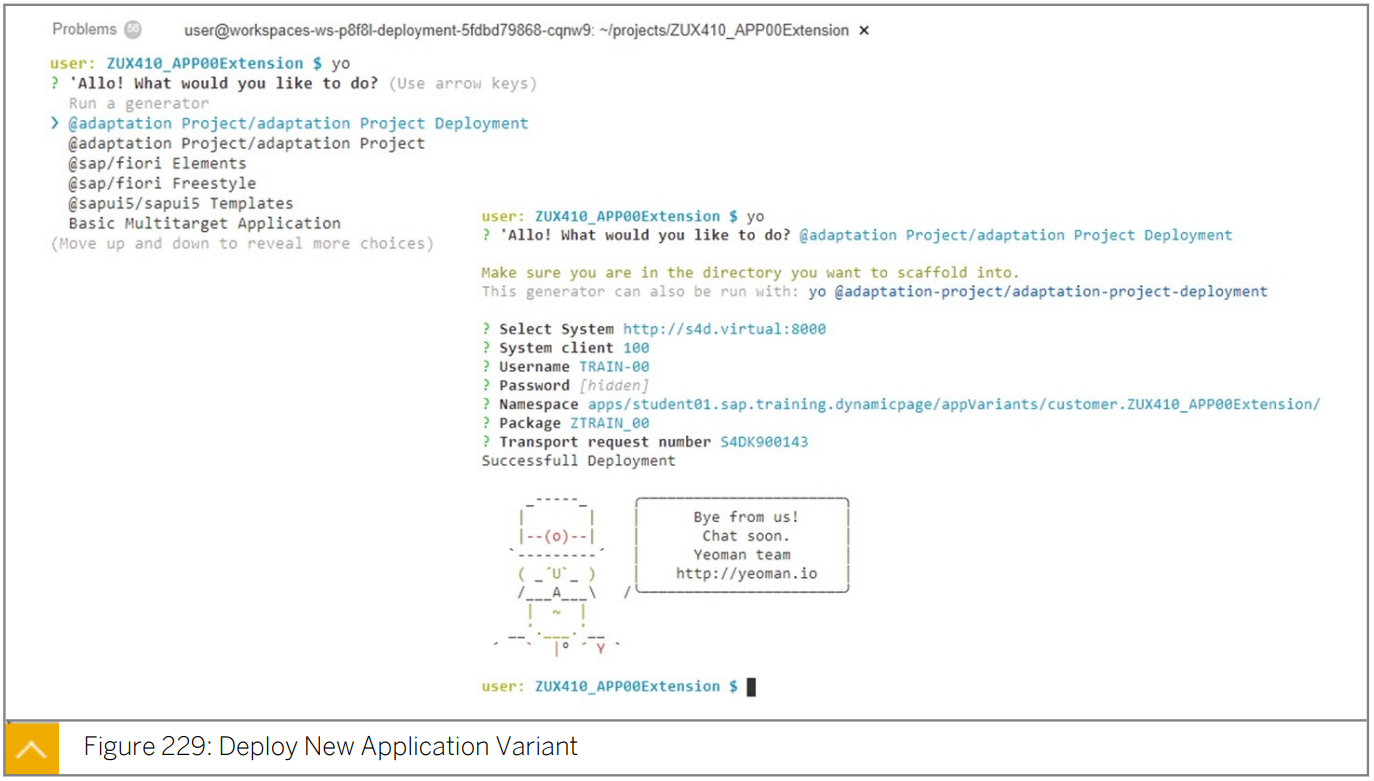 Problems 56 user@workspaces-ws-p8f8l-deployment-5fdbd79868-cqnw9: ~/projects/ZUX410_APP00Extension ×
user: ZUX410_APP00Extension $ yo
? 'Allo! What would you like to do? (Use arrow keys)
Run a generator
❯ @adaptation Project/adaptation Project Deployment
@adaptation Project/adaptation Project
@sap/fiori Elements
@sap/fiori Freestyle
@sapui5/sapui5 Templates
Basic Multitarget Application
(Move up and down to reveal more choices)
user: ZUX410_APP00Extension $ yo
? 'Allo! What would you like to do? @adaptation Project/adaptation Project Deployment
Make sure you are in the directory you want to scaffold into.
This generator can also be run with: yo @adaptation-project/adaptation-project-deployment
? Select System http://s4d.virtual:8000
? System client 100
? Username TRAIN-00
? Password [hidden]
? Namespace apps/student01.sap.training.dynamicpage/appVariants/customer.ZUX410_APP00Extension/
? Package ZTRAIN_00
? Transport request number S4DK900143
Successfull Deployment
Bye from us!
Chat soon.
Yeoman team
http://yeoman.io
user: ZUX410_APP00Extension $
Figure 229: Deploy New Application Variant